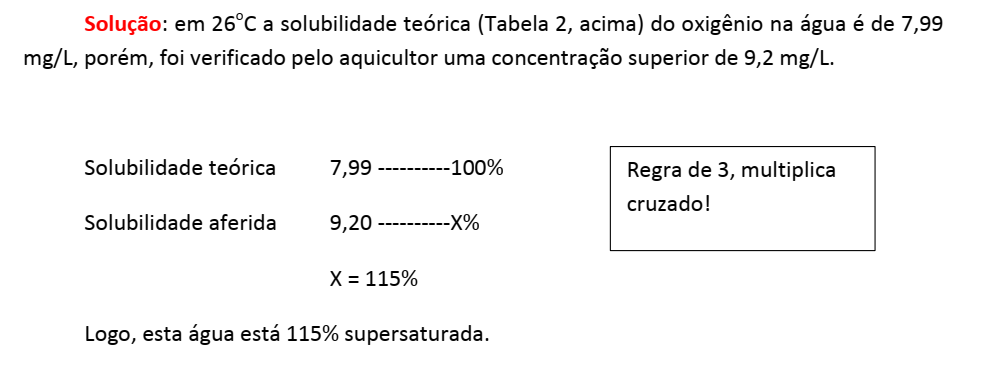 Solução: em 26°C a solubilidade teórica (Tabela 2, acima) do oxigênio na água é de 7,99
mg/L, porém, foi verificado pelo aquicultor uma concentração superior de 9,2 mg/L.
Solubilidade teórica 7,99 ----------100%
Solubilidade aferida 9,20 ----------X%
X = 115%
Regra de 3, multiplica
cruzado!
Logo, esta água está 115% supersaturada.